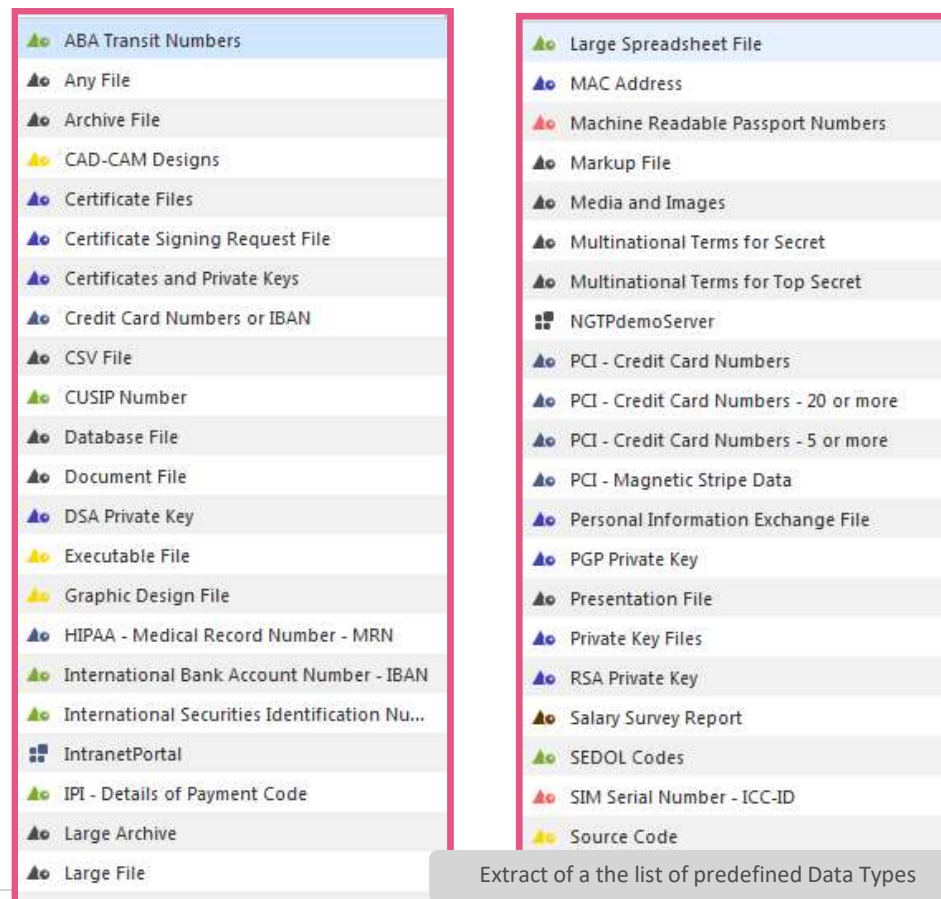 ABA Transit Numbers
Any File
Archive File
CAD-CAM Designs
Certificate Files
Certificate Signing Request File
Certificates and Private Keys
Credit Card Numbers or IBAN
CSV File
CUSIP Number
Database File
Document File
DSA Private Key
Executable File
Graphic Design File
HIPAA - Medical Record Number - MRN
International Bank Account Number - IBAN
International Securities Identification Nu...
IntranetPortal
IPI - Details of Payment Code
Large Archive
Large File
Large Spreadsheet File
MAC Address
Machine Readable Passport Numbers
Markup File
Media and Images
Multinational Terms for Secret
Multinational Terms for Top Secret
NGTPdemoServer
PCI - Credit Card Numbers
PCI - Credit Card Numbers - 20 or more
PCI - Credit Card Numbers - 5 or more
PCI - Magnetic Stripe Data
Personal Information Exchange File
PGP Private Key
Presentation File
Private Key Files
RSA Private Key
Salary Survey Report
SEDOL Codes
SIM Serial Number - ICC-ID
Source Code
Extract of a the list of predefined Data Types